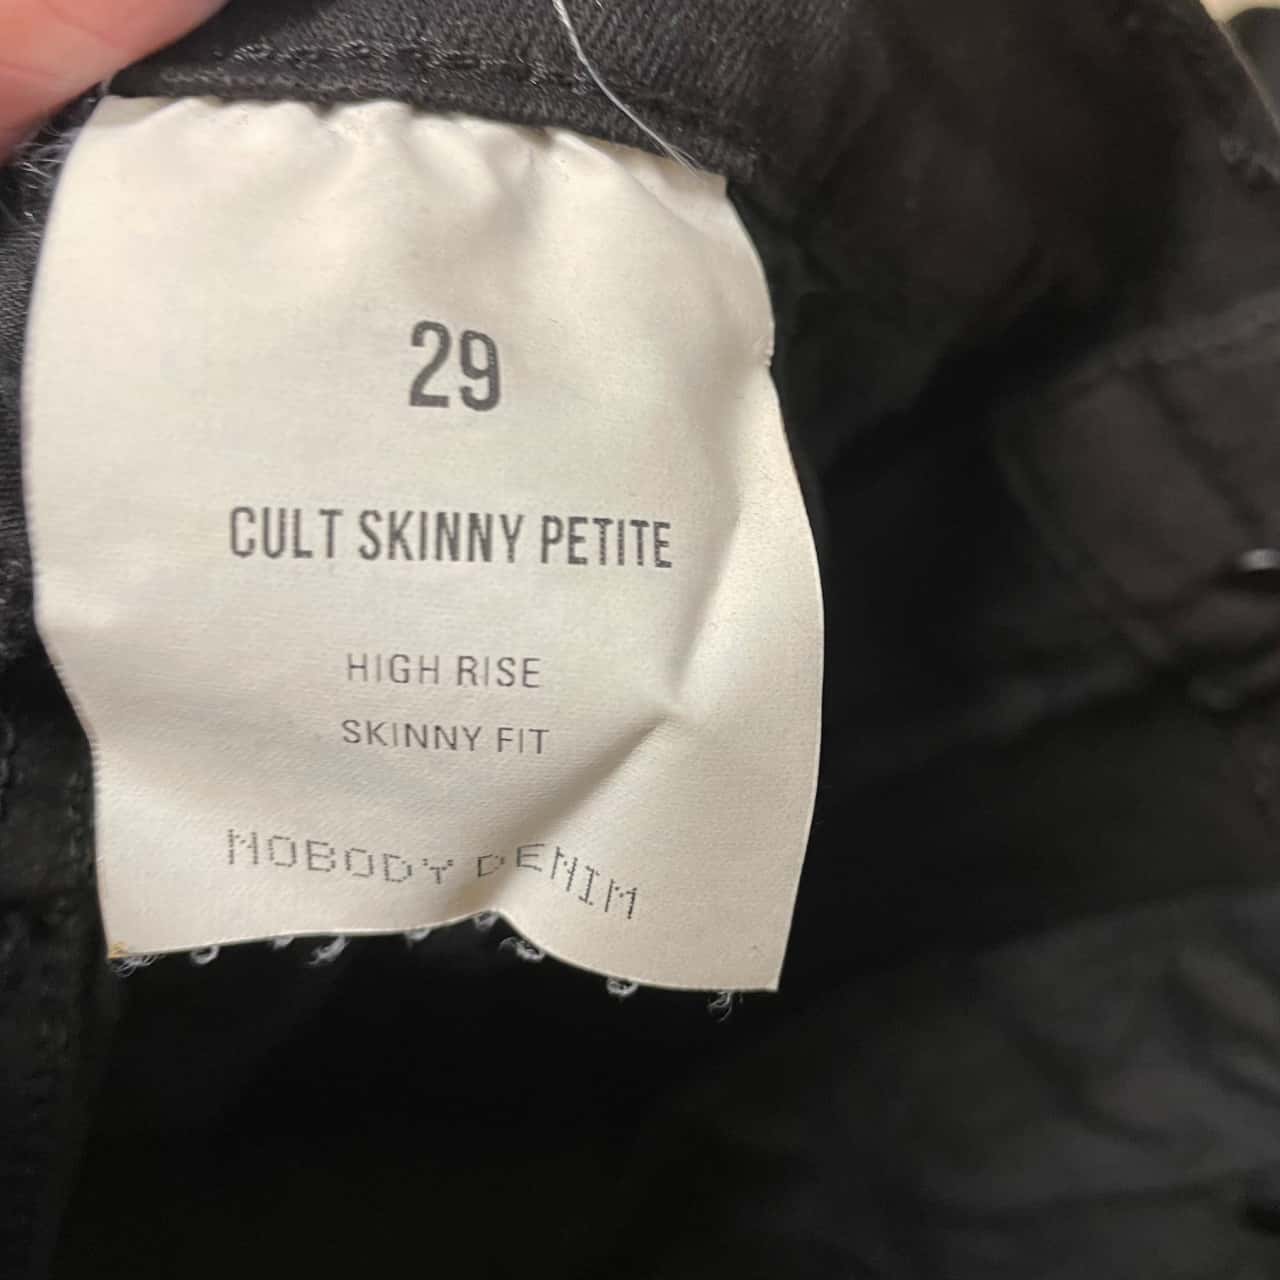 29
CULT SKINNY PETITE
HIGH RISE
SKINNY FIT
NOBODY DENIM